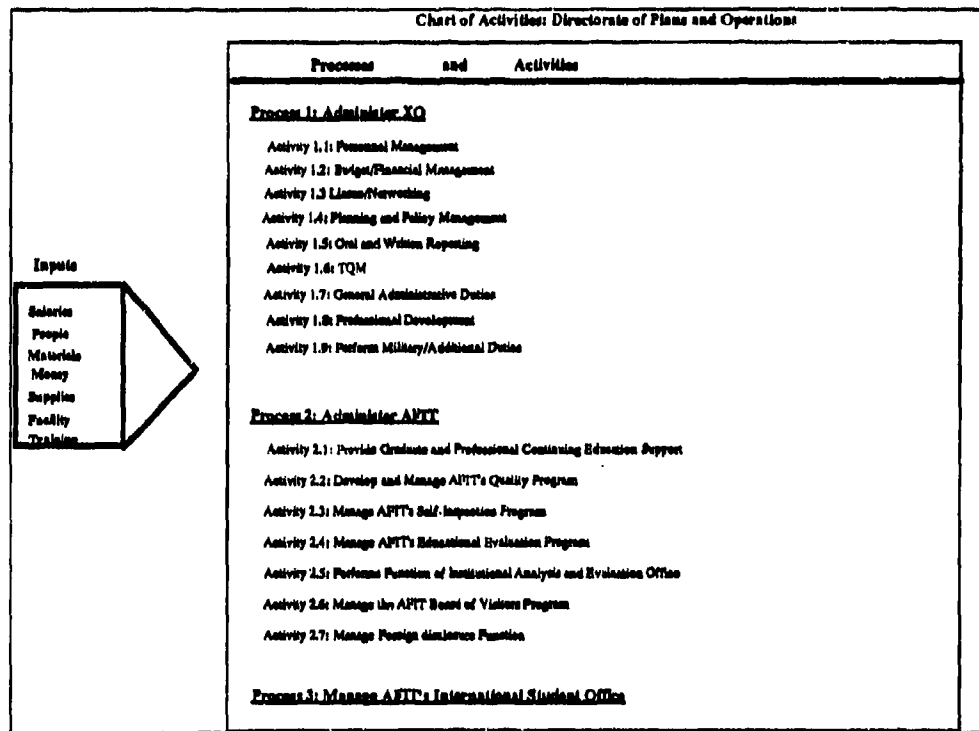 Chart of Activities: Directorate of Plans and Operations
Processes and Activities
Process 1: Administer XO
Activity 1.1: Personnel Management
Activity 1.2: Budget/Financial Management
Activity 1.3 Liason/Networking
Activity 1.4: Planning and Policy Management
Activity 1.5: Oral and Written Reporting
Activity 1.6: TQM
Activity 1.7: General Administrative Duties
Activity 1.8: Professional Development
Activity 1.9: Perform Military/Additional Duties
Inputs
Salaries
People
Materials
Money
Supplies
Facility
Training
Process 2: Administer AFIT
Activity 2.1: Provide Graduate and Professional Continuing Education Support
Activity 2.2: Develop and Manage AFIT's Quality Program
Activity 2.3: Manage AFIT's Self-Inspection Program
Activity 2.4: Manage AFIT's Educational Evaluation Program
Activity 2.5: Performs Function of Institutional Analysis and Evaluation Office
Activity 2.6: Manage the AFIT Board of Visitors Program
Activity 2.7: Manage Foreign disclosure Function
Process 3: Manage AFIT's International Student Office